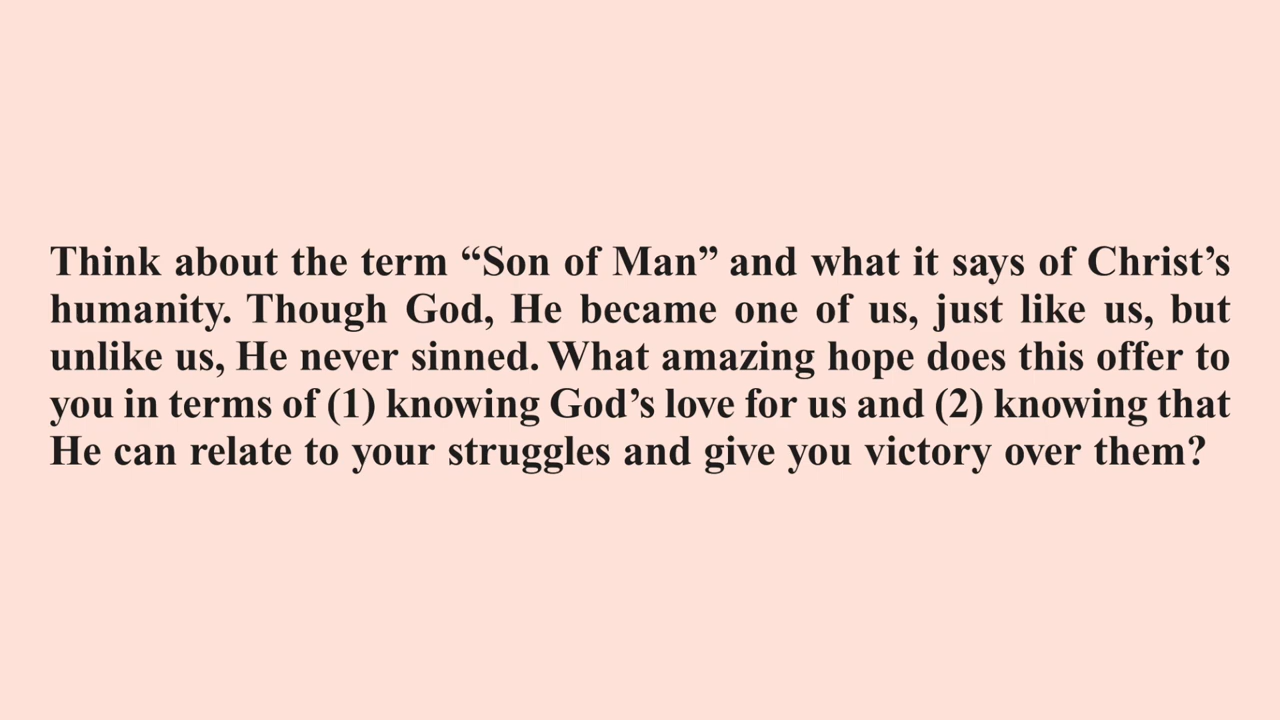 Think about the term “Son of Man” and what it says of Christ’s
humanity. Though God, He became one of us, just like us, but
unlike us, He never sinned. What amazing hope does this offer to
you in terms of (1) knowing God’s love for us and (2) knowing that
He can relate to your struggles and give you victory over them?